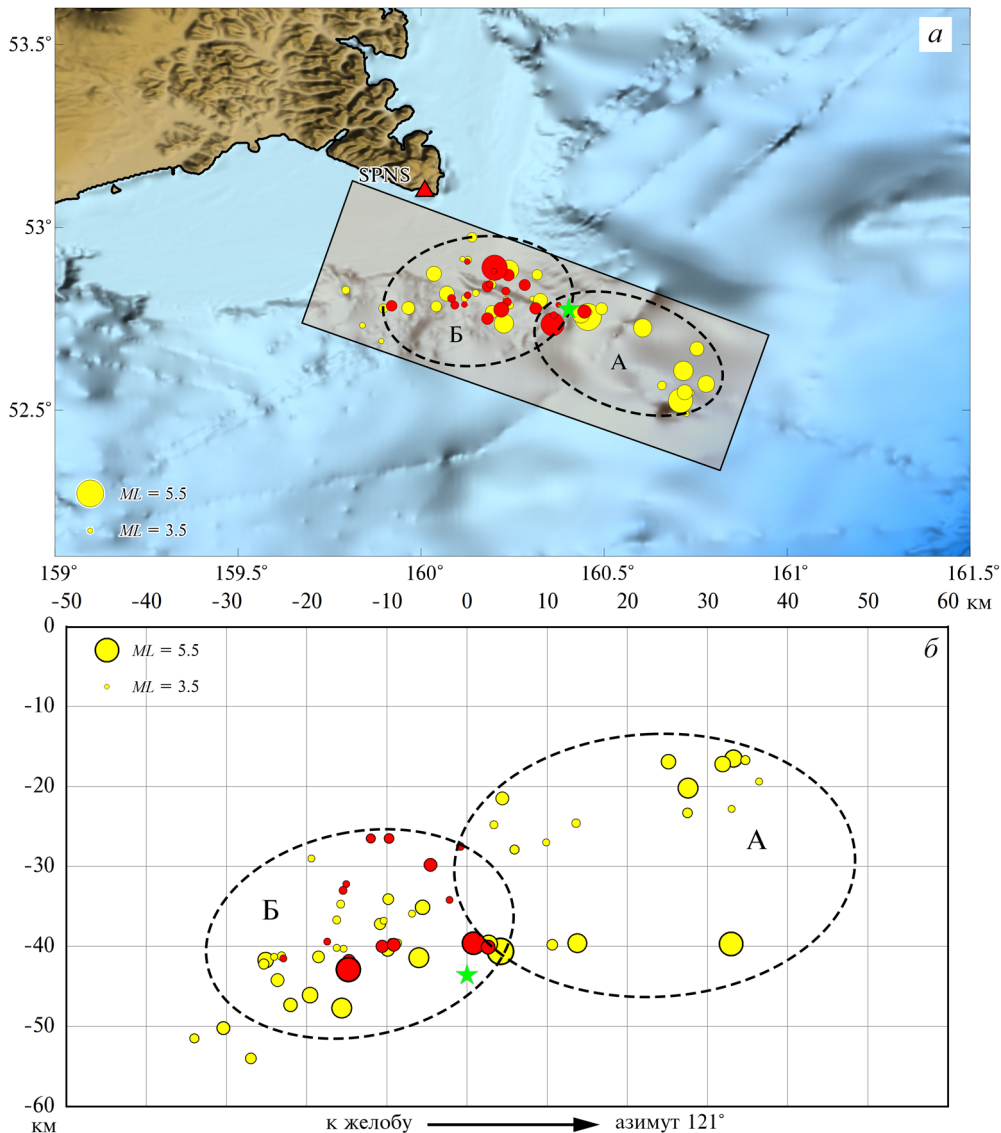 53.5°
а
SPNS
53°
Б
А
52.5°
ML = 5.5
ML = 3.5
159° 159.5° 160° 160.5° 161° 161.5°
-50 -40 -30 -20 -10 0 10 20 30 40 50 60 км
0
ML = 5.5
б
ML = 3.5
-10
-20
А
-30
Б
-40
-50
-60
км
к желобу азимут 121°